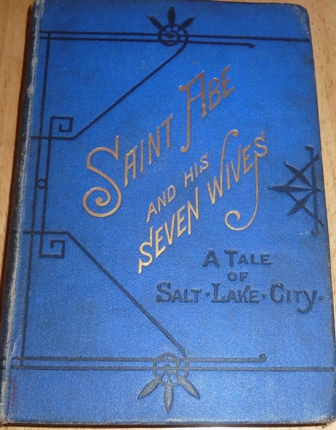 SAINT ABE
AND HIS
SEVEN WIVES
A TALE
OF
SALT-LAKE-CITY.